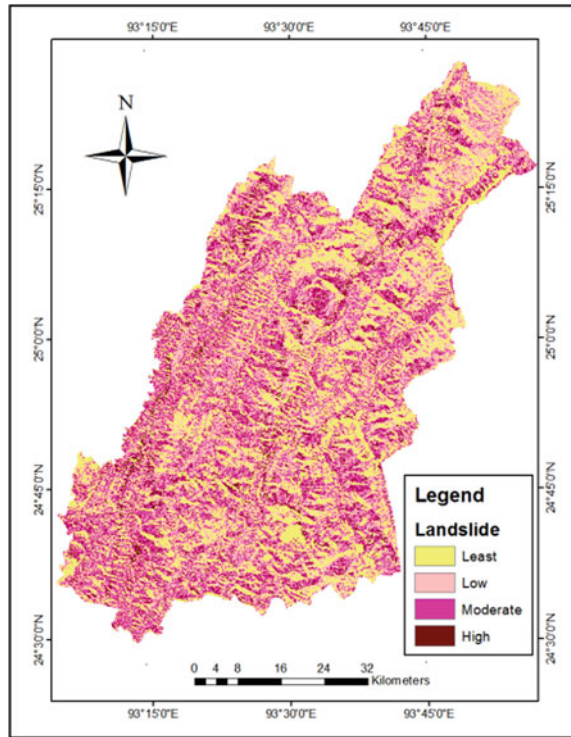 93°15'0"E 93°30'0"E 93°45'0"E
N
25°15'0"N 25°15'0"N
25°0'0"N 25°0'0"N
24°45'0"N 24°45'0"N
24°30'0"N 24°30'0"N
Legend
Landslide
Least
Low
Moderate
High
0 4 8 16 24 32
Kilometers
93°15'0"E 93°30'0"E 93°45'0"E